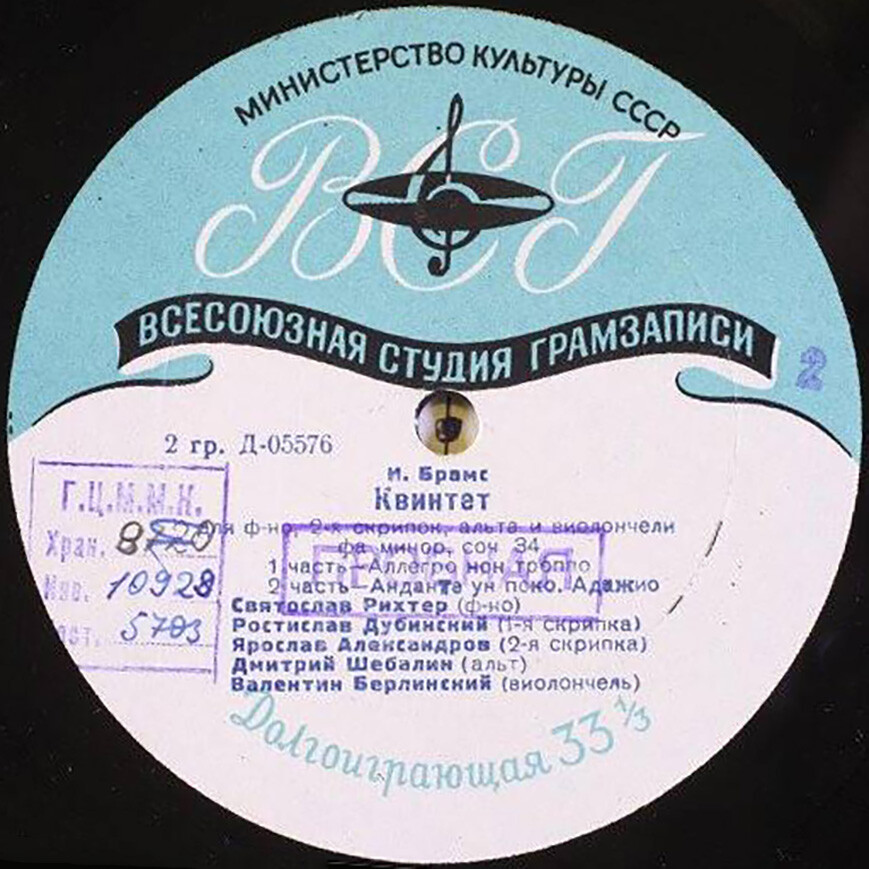 МИНИСТЕРСТВО КУЛЬТУРЫ СССР
ВСГ
ВСЕСОЮЗНАЯ СТУДИЯ ГРАМЗАПИСИ
2
2 гр. Д-05576
И. Брамс
Квинтет
для ф-но, 2-х скрипок, альта и виолончели
фа минор, соч 34
1 часть—Аллегро нон троппо
2 часть—Анданте ун поко. Адажио
Святослав Рихтер (ф-но)
Ростислав Дубинский (1-я скрипка)
Ярослав Александров (2-я скрипка)
Дмитрий Шебалин (альт)
Валентин Берлинский (виолончель)
Долгоиграющая 33 1/3
Г.Ц.М.М.К.
Хран.
Инв. 10928
5703